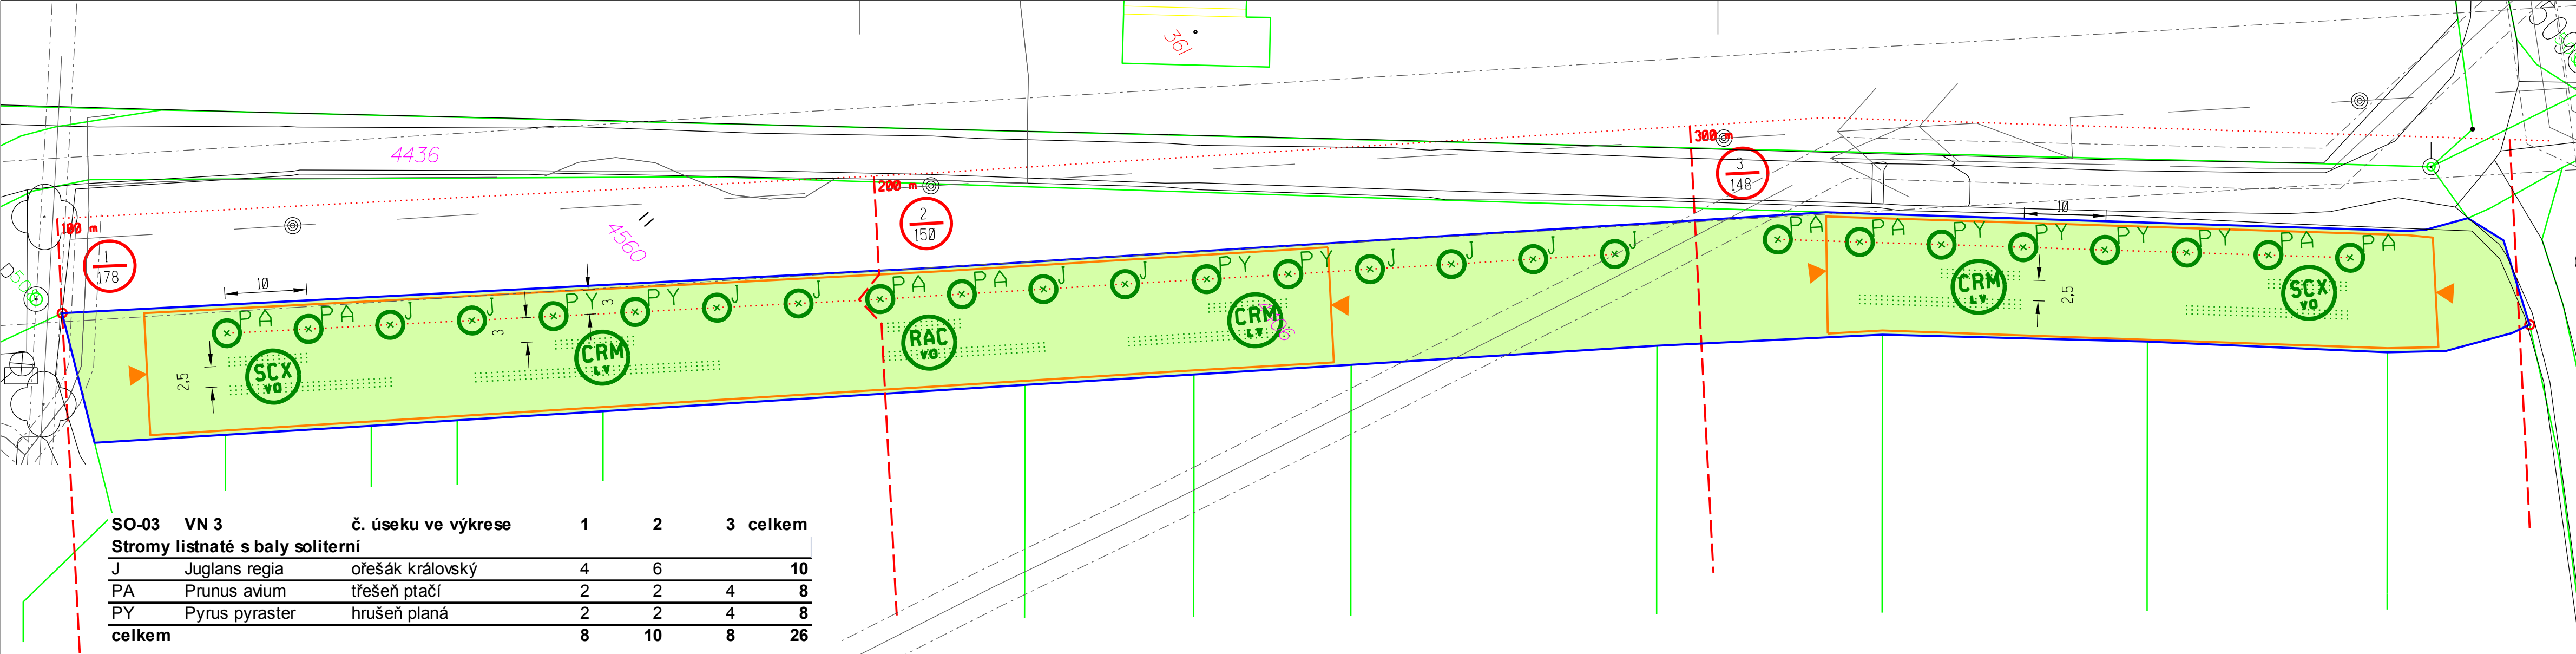 361
4436
4560
100 m
200 m
300 m
1
178
2
150
3
148
10
10
PA
PA
J
J
PY
PY
J
J
PA
PA
J
J
PY
PY
J
J
J
J
PA
PA
PY
PY
PY
PY
PA
PA
3
3
2,5
2,5
SCX
VO
CRM
LV
RAC
VO
CRM
LV
CRM
LV
SCX
VO
SO-03 VN 3 č. úseku ve výkrese 1 2 3 celkem
Stromy listnaté s baly soliterní
J Juglans regia ořešák královský 4 6 10
PA Prunus avium třešeň ptačí 2 2 4 8
PY Pyrus pyraster hrušeň planá 2 2 4 8
celkem 8 10 8 26